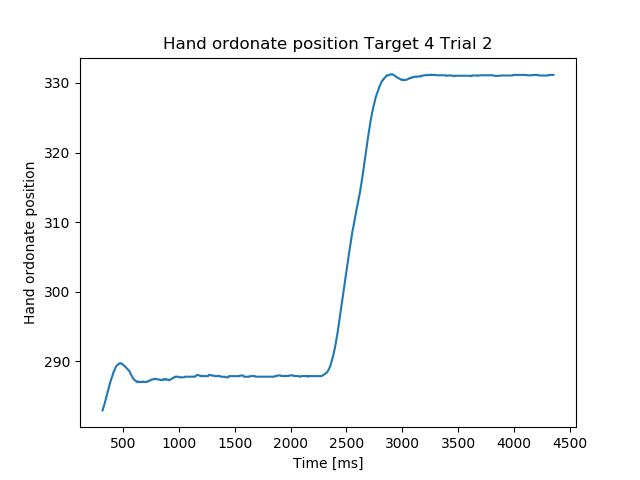 Hand ordonate position Target 4 Trial 2
Hand ordonate position
330
320
310
300
290
500 1000 1500 2000 2500 3000 3500 4000 4500
Time [ms]